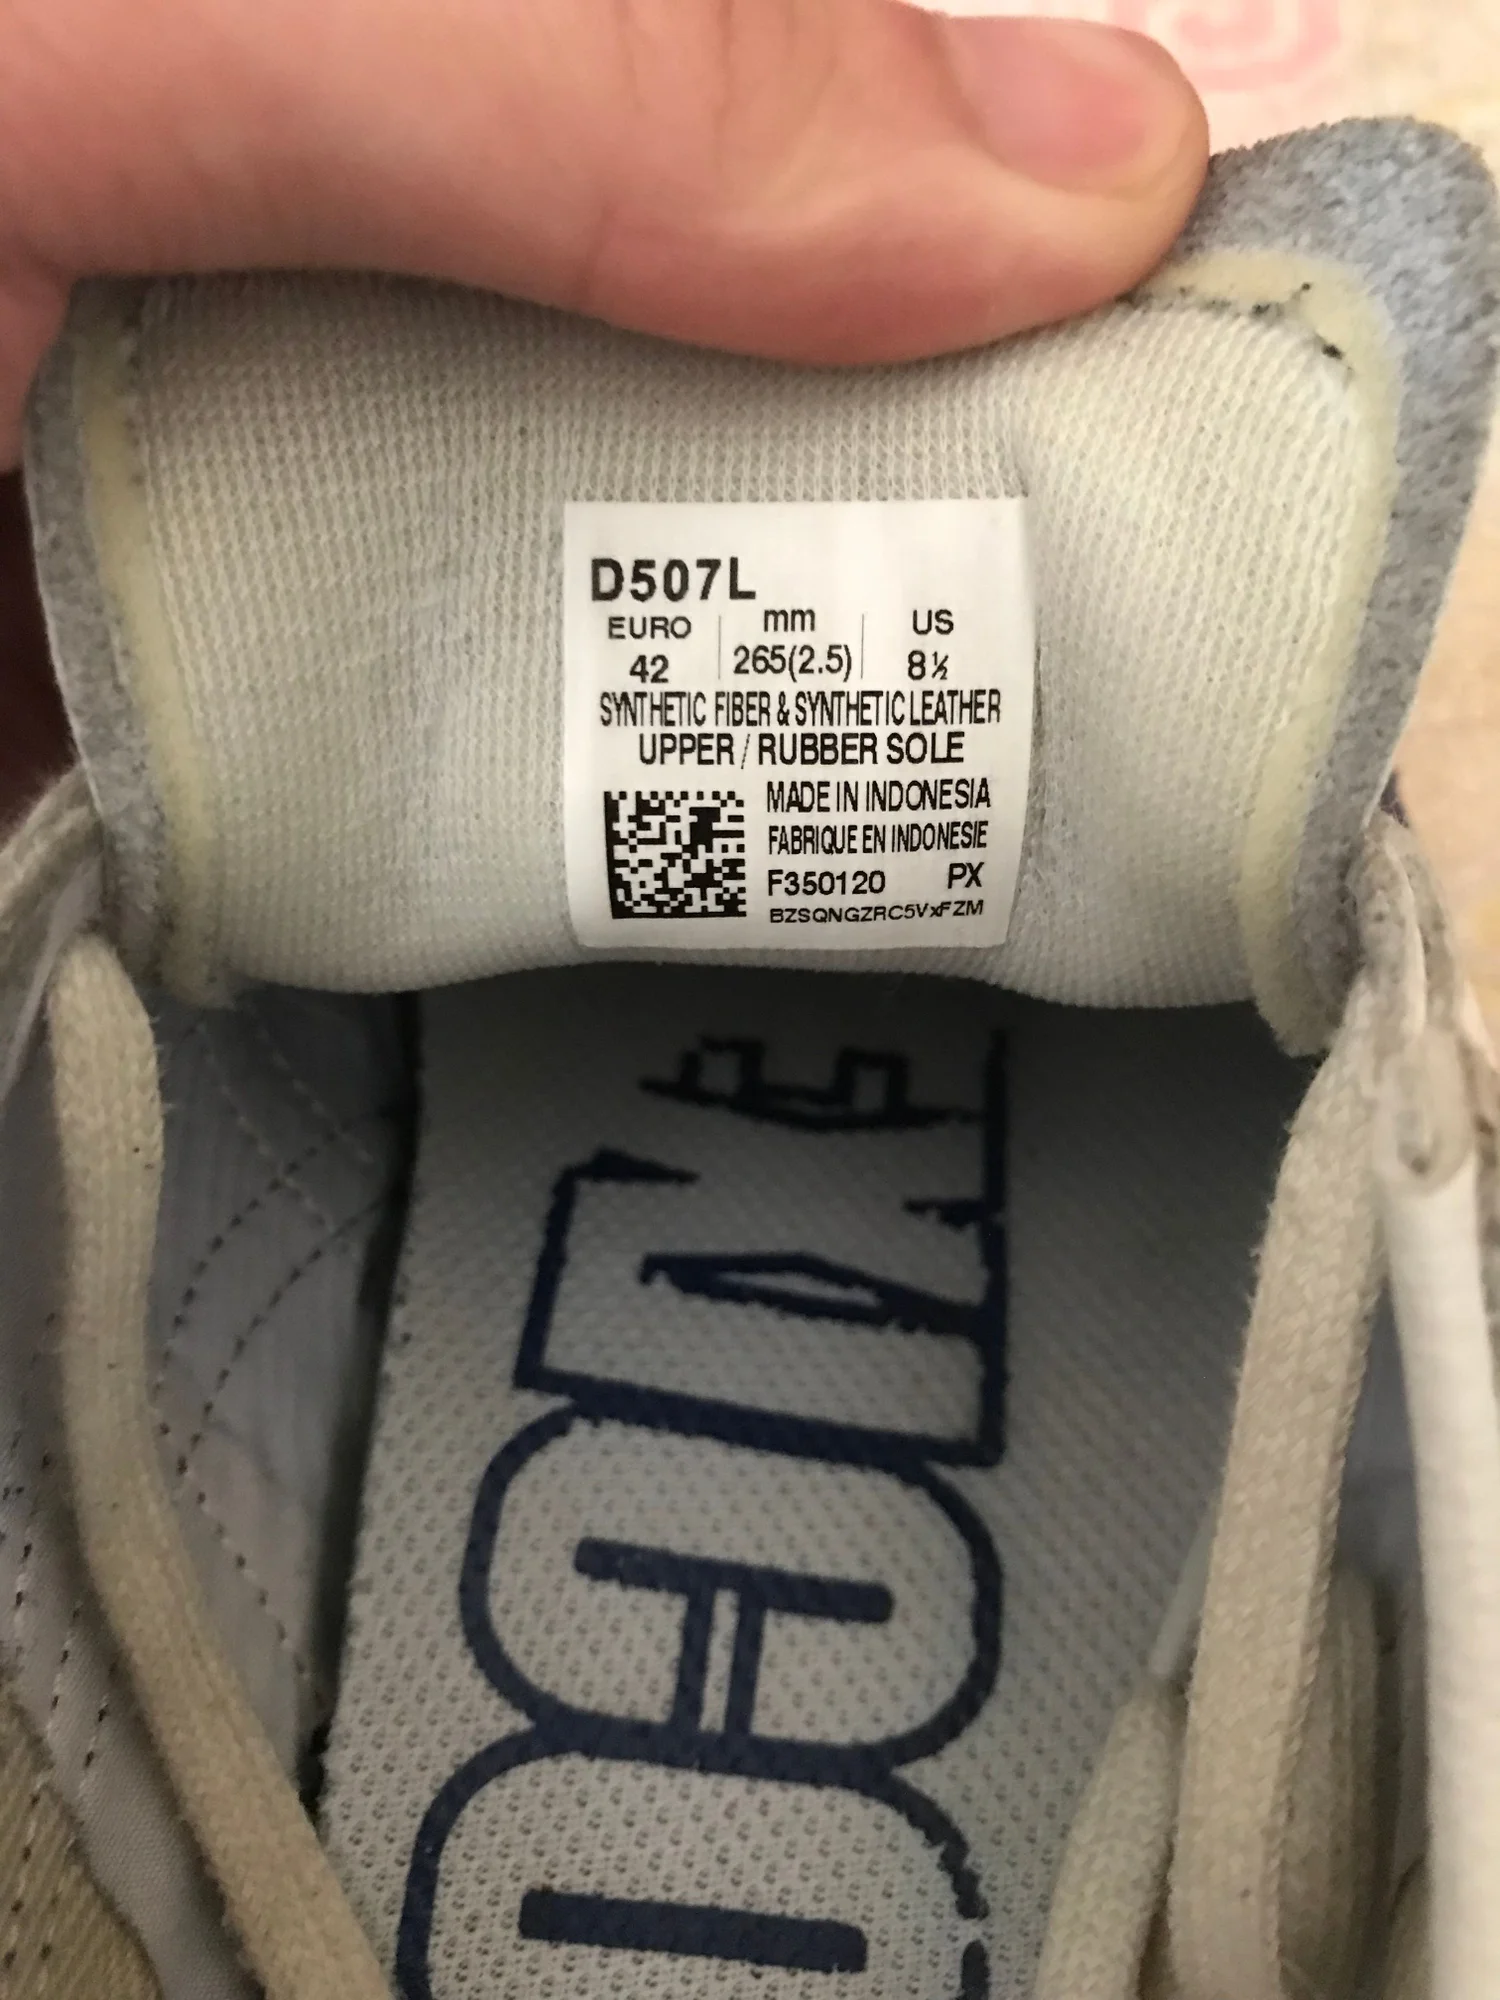 D507L
EURO mm US
42 265(2.5) 8½
SYNTHETIC FIBER & SYNTHETIC LEATHER
UPPER / RUBBER SOLE
MADE IN INDONESIA
FABRIQUE EN INDONESIE
F350120 PX
BZSQNGZRC5VxFZM